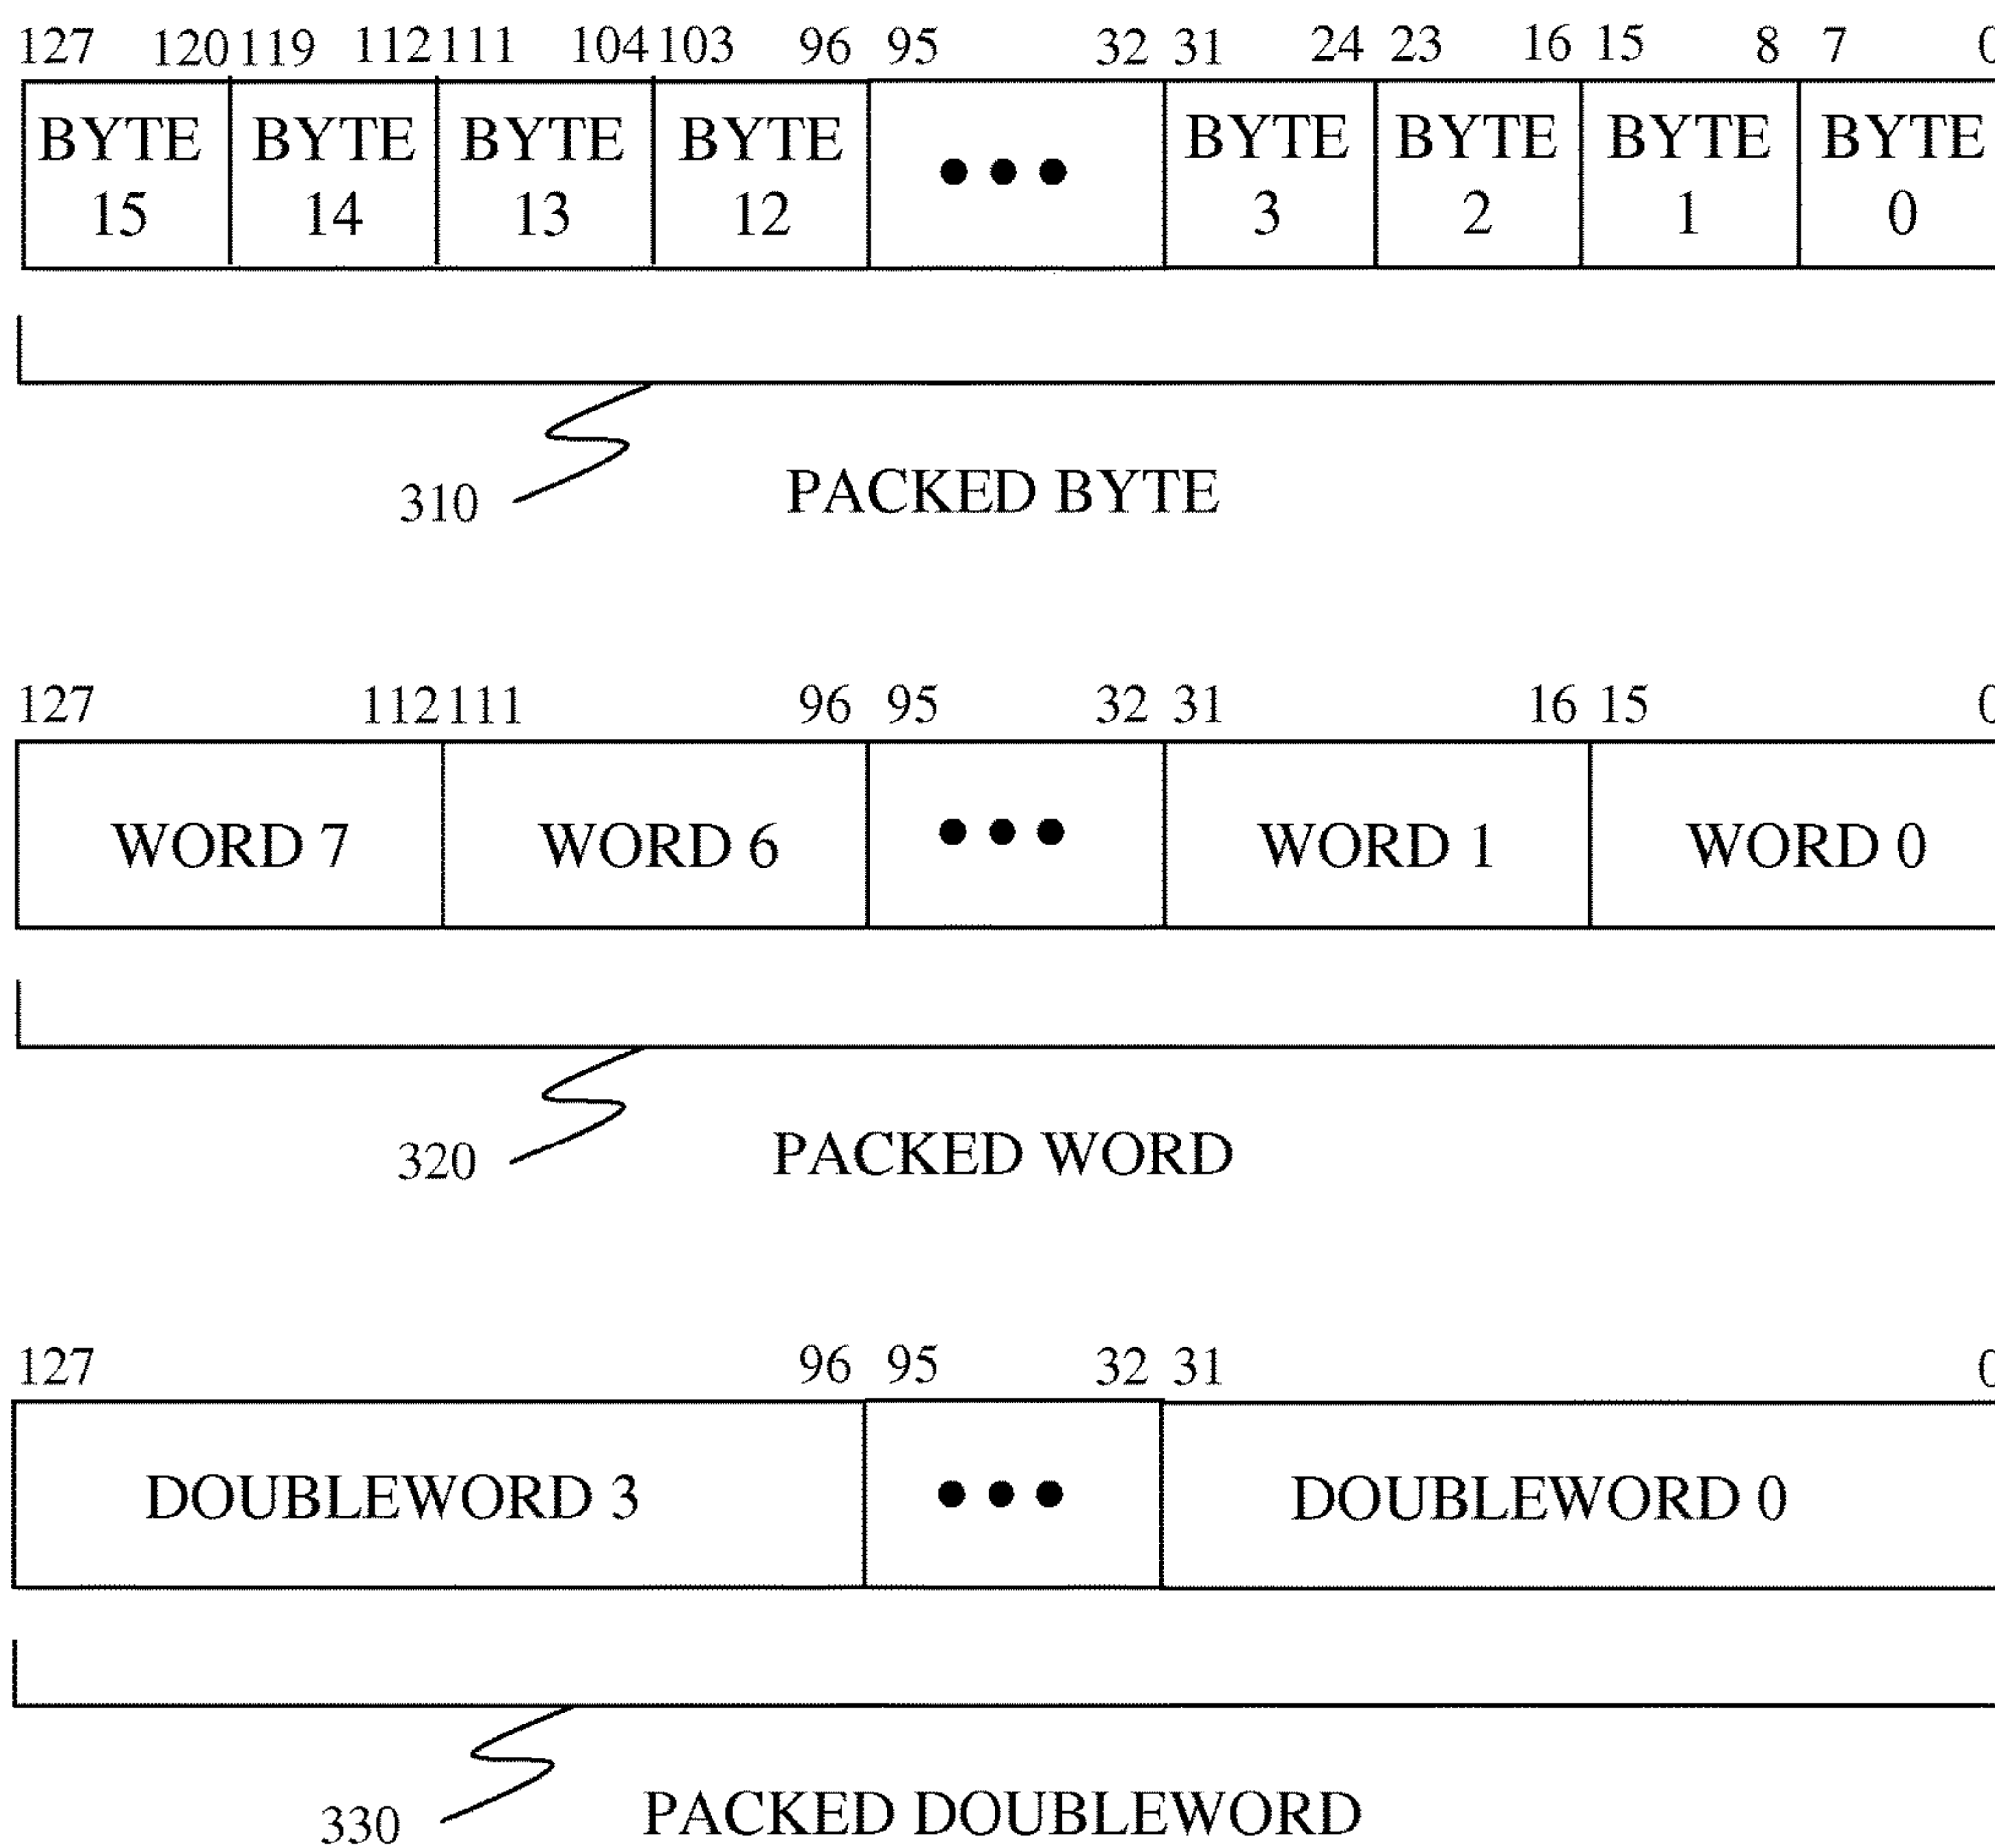 127 120 119 112 111 104 103 96 95 32 31 24 23 16 15 8 7 0
BYTE BYTE BYTE BYTE ••• BYTE BYTE BYTE BYTE
15 14 13 12 3 2 1 0
310 PACKED BYTE
127 112 111 96 95 32 31 16 15 0
WORD 7 WORD 6 ••• WORD 1 WORD 0
320 PACKED WORD
127 96 95 32 31 0
DOUBLEWORD 3 ••• DOUBLEWORD 0
330 PACKED DOUBLEWORD